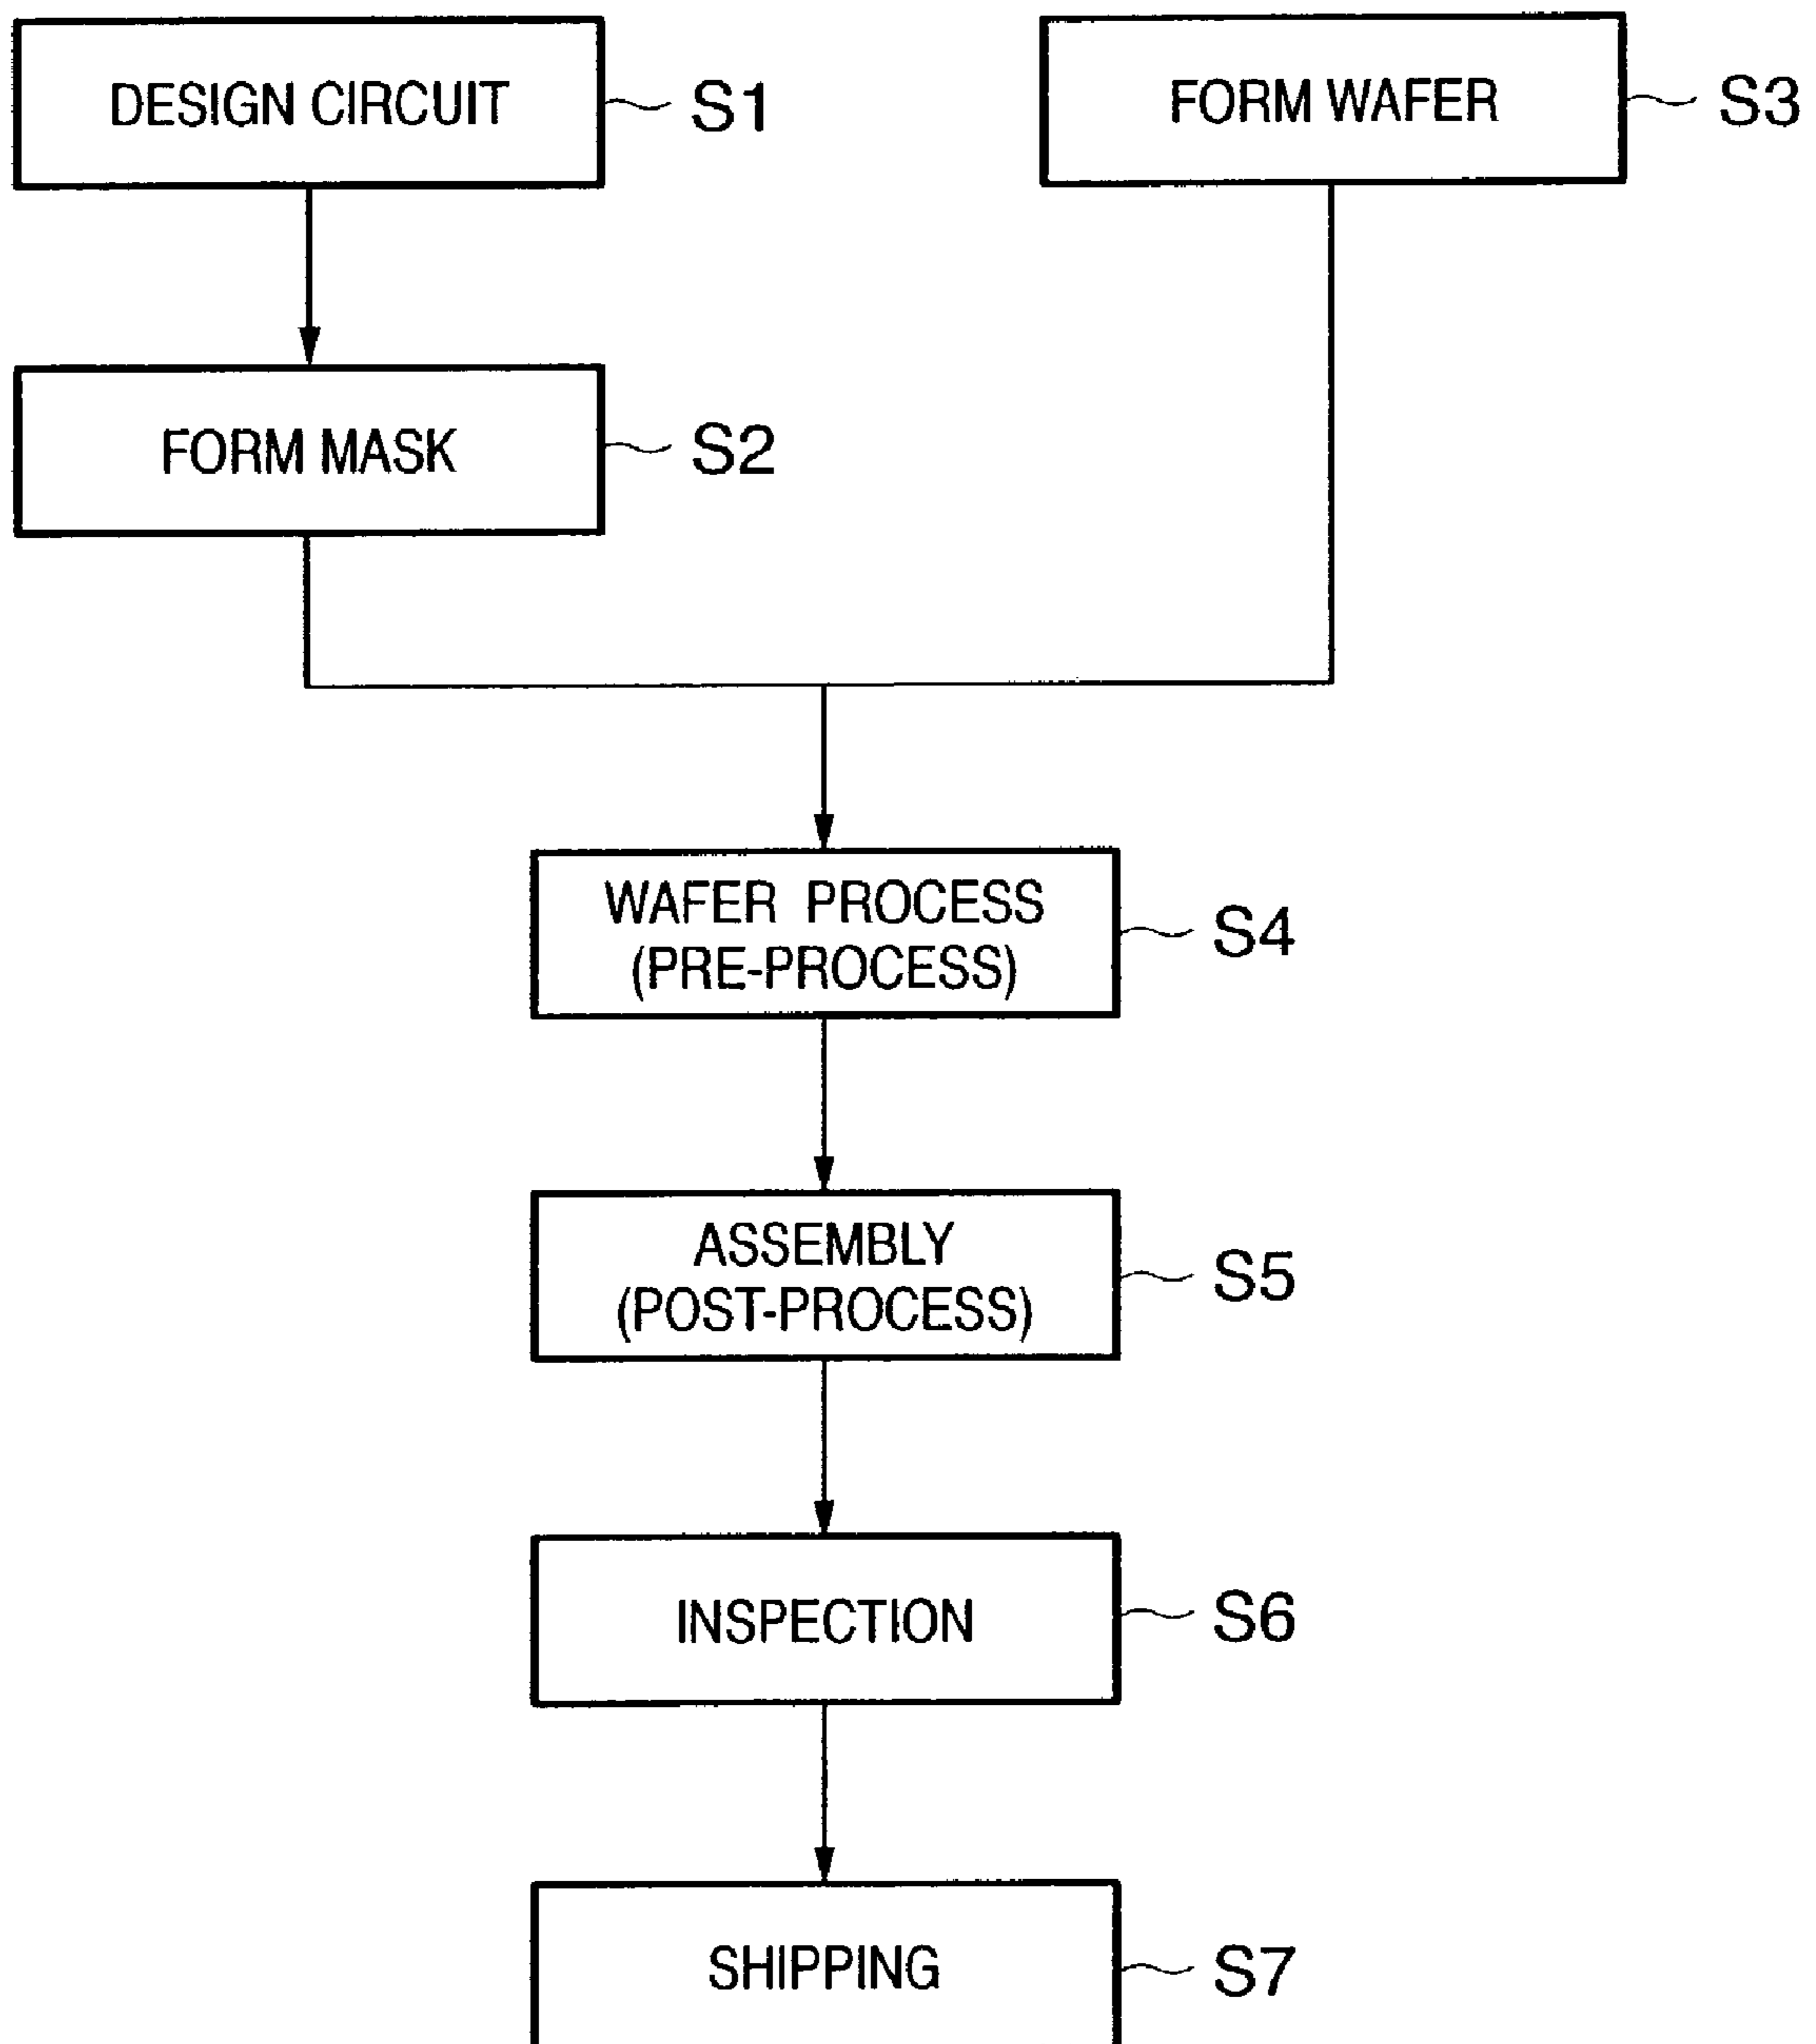 DESIGN CIRCUIT S1
FORM WAFER S3
FORM MASK S2
WAFER PROCESS
(PRE-PROCESS)
S4
ASSEMBLY
(POST-PROCESS)
S5
INSPECTION S6
SHIPPING S7